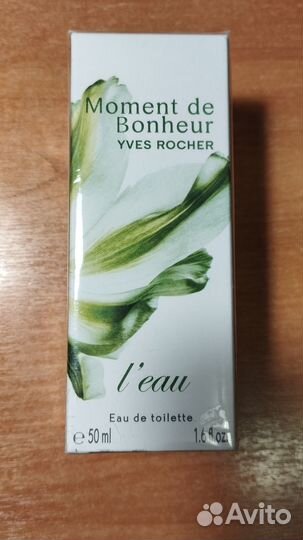 Moment de
Bonheur
YVES ROCHER
l'eau
Eau de toilette
℮ 50 ml 1.6 fl.oz.
Avito